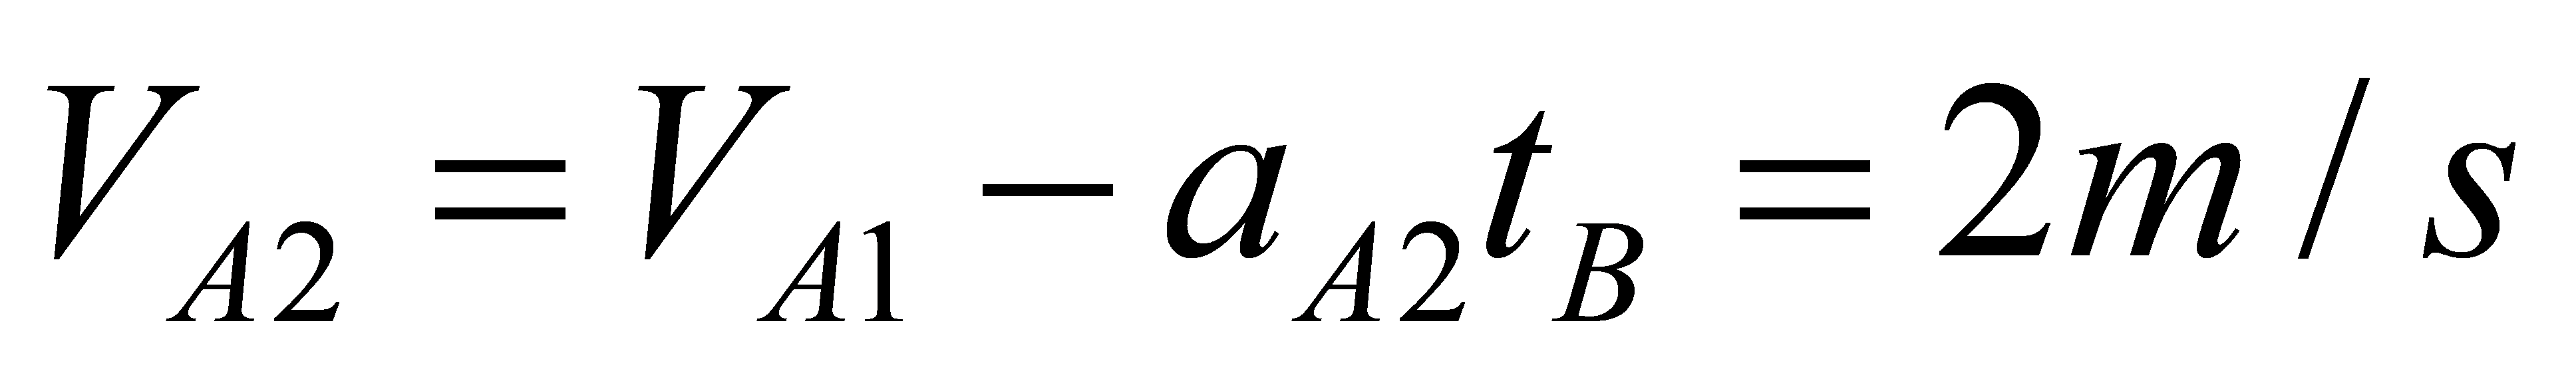 V_{A2} = V_{A1} - a_{A2} t_B = 2m / s